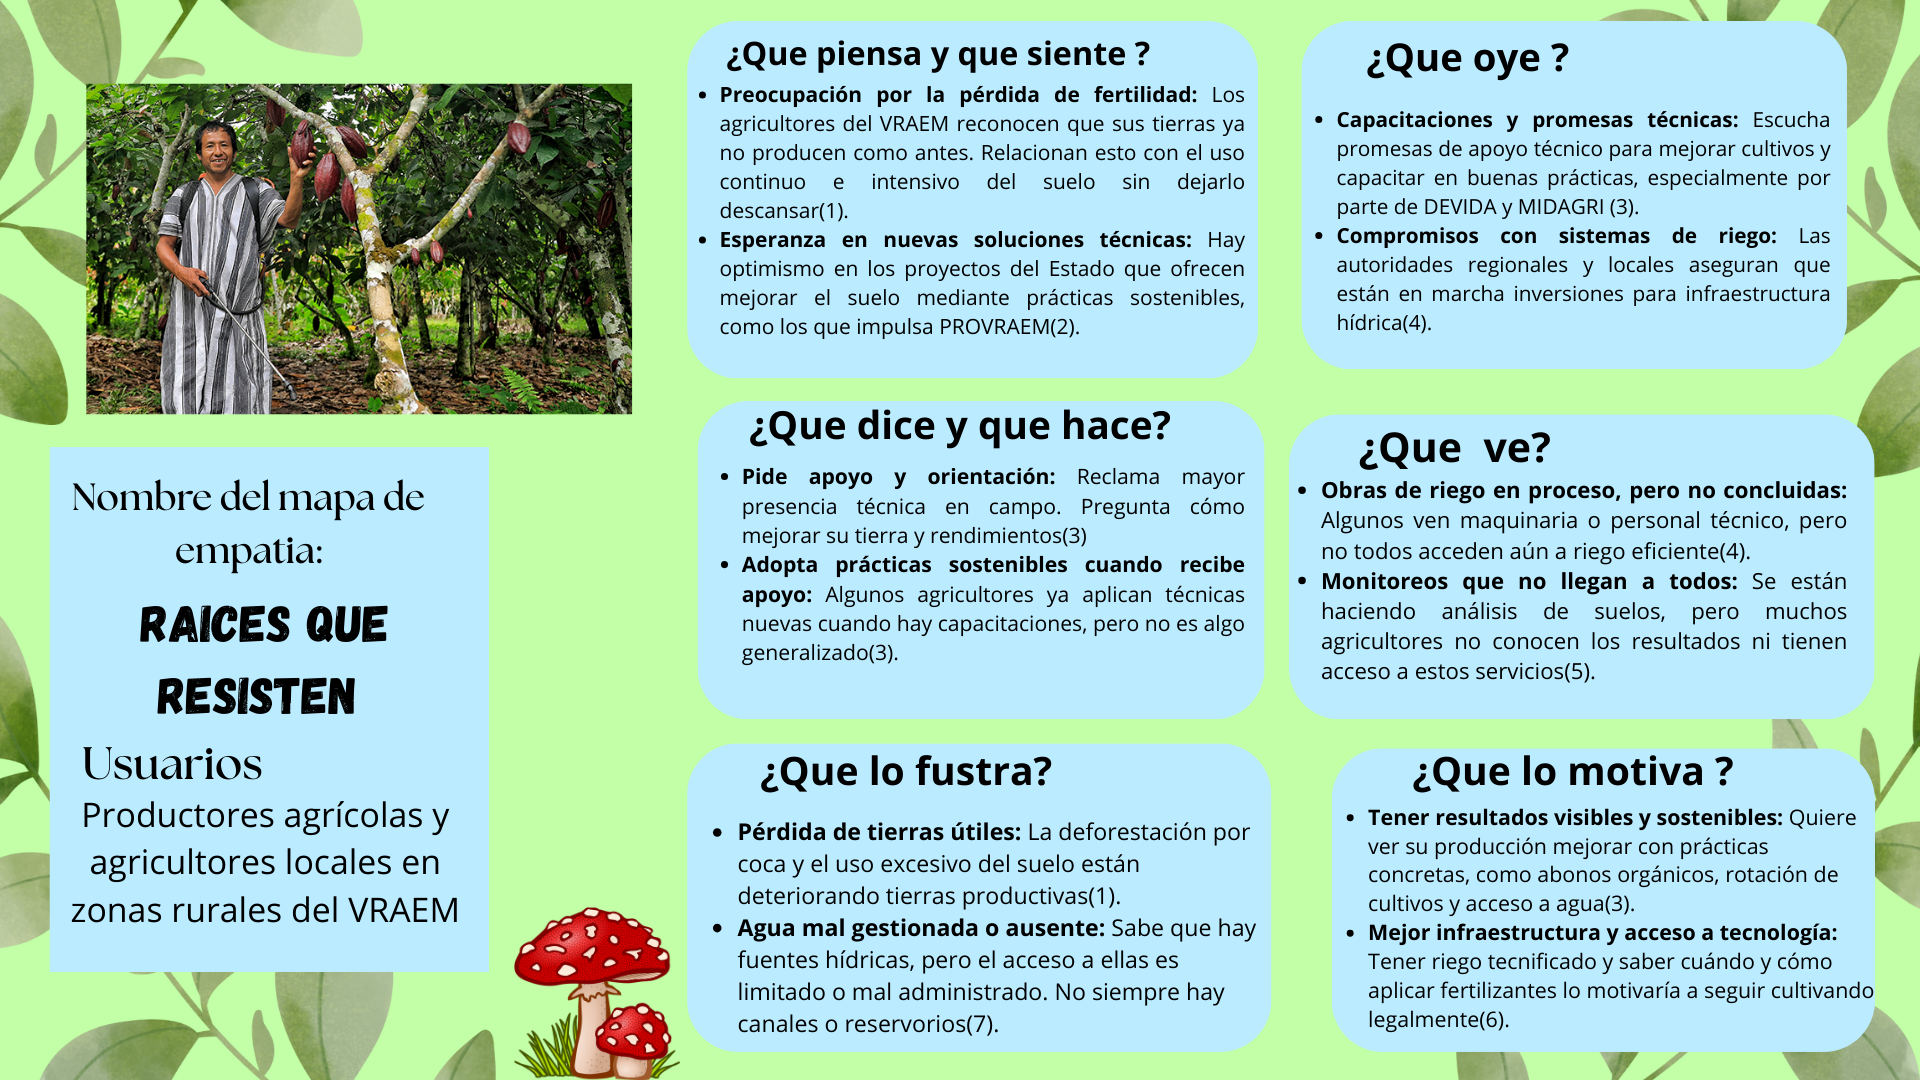 Nombre del mapa de
empatia:
RAICES QUE
RESISTEN
Usuarios
Productores agrícolas y
agricultores locales en
zonas rurales del VRAEM
¿Que piensa y que siente ?
• Preocupación por la pérdida de fertilidad: Los
agricultores del VRAEM reconocen que sus tierras ya
no producen como antes. Relacionan esto con el uso
continuo e intensivo del suelo sin dejarlo
descansar(1).
• Esperanza en nuevas soluciones técnicas: Hay
optimismo en los proyectos del Estado que ofrecen
mejorar el suelo mediante prácticas sostenibles,
como los que impulsa PROVRAEM(2).
¿Que oye ?
• Capacitaciones y promesas técnicas: Escucha
promesas de apoyo técnico para mejorar cultivos y
capacitar en buenas prácticas, especialmente por
parte de DEVIDA y MIDAGRI (3).
• Compromisos con sistemas de riego: Las
autoridades regionales y locales aseguran que
están en marcha inversiones para infraestructura
hídrica(4).
¿Que dice y que hace?
• Pide apoyo y orientación: Reclama mayor
presencia técnica en campo. Pregunta cómo
mejorar su tierra y rendimientos(3)
• Adopta prácticas sostenibles cuando recibe
apoyo: Algunos agricultores ya aplican técnicas
nuevas cuando hay capacitaciones, pero no es algo
generalizado(3).
¿Que ve?
• Obras de riego en proceso, pero no concluidas:
Algunos ven maquinaria o personal técnico, pero
no todos acceden aún a riego eficiente(4).
• Monitoreos que no llegan a todos: Se están
haciendo análisis de suelos, pero muchos
agricultores no conocen los resultados ni tienen
acceso a estos servicios(5).
¿Que lo fustra?
• Pérdida de tierras útiles: La deforestación por
coca y el uso excesivo del suelo están
deteriorando tierras productivas(1).
• Agua mal gestionada o ausente: Sabe que hay
fuentes hídricas, pero el acceso a ellas es
limitado o mal administrado. No siempre hay
canales o reservorios(7).
¿Que lo motiva ?
• Tener resultados visibles y sostenibles: Quiere
ver su producción mejorar con prácticas
concretas, como abonos orgánicos, rotación de
cultivos y acceso a agua(3).
• Mejor infraestructura y acceso a tecnología:
Tener riego tecnificado y saber cuándo y cómo
aplicar fertilizantes lo motivaría a seguir cultivando
legalmente(6).